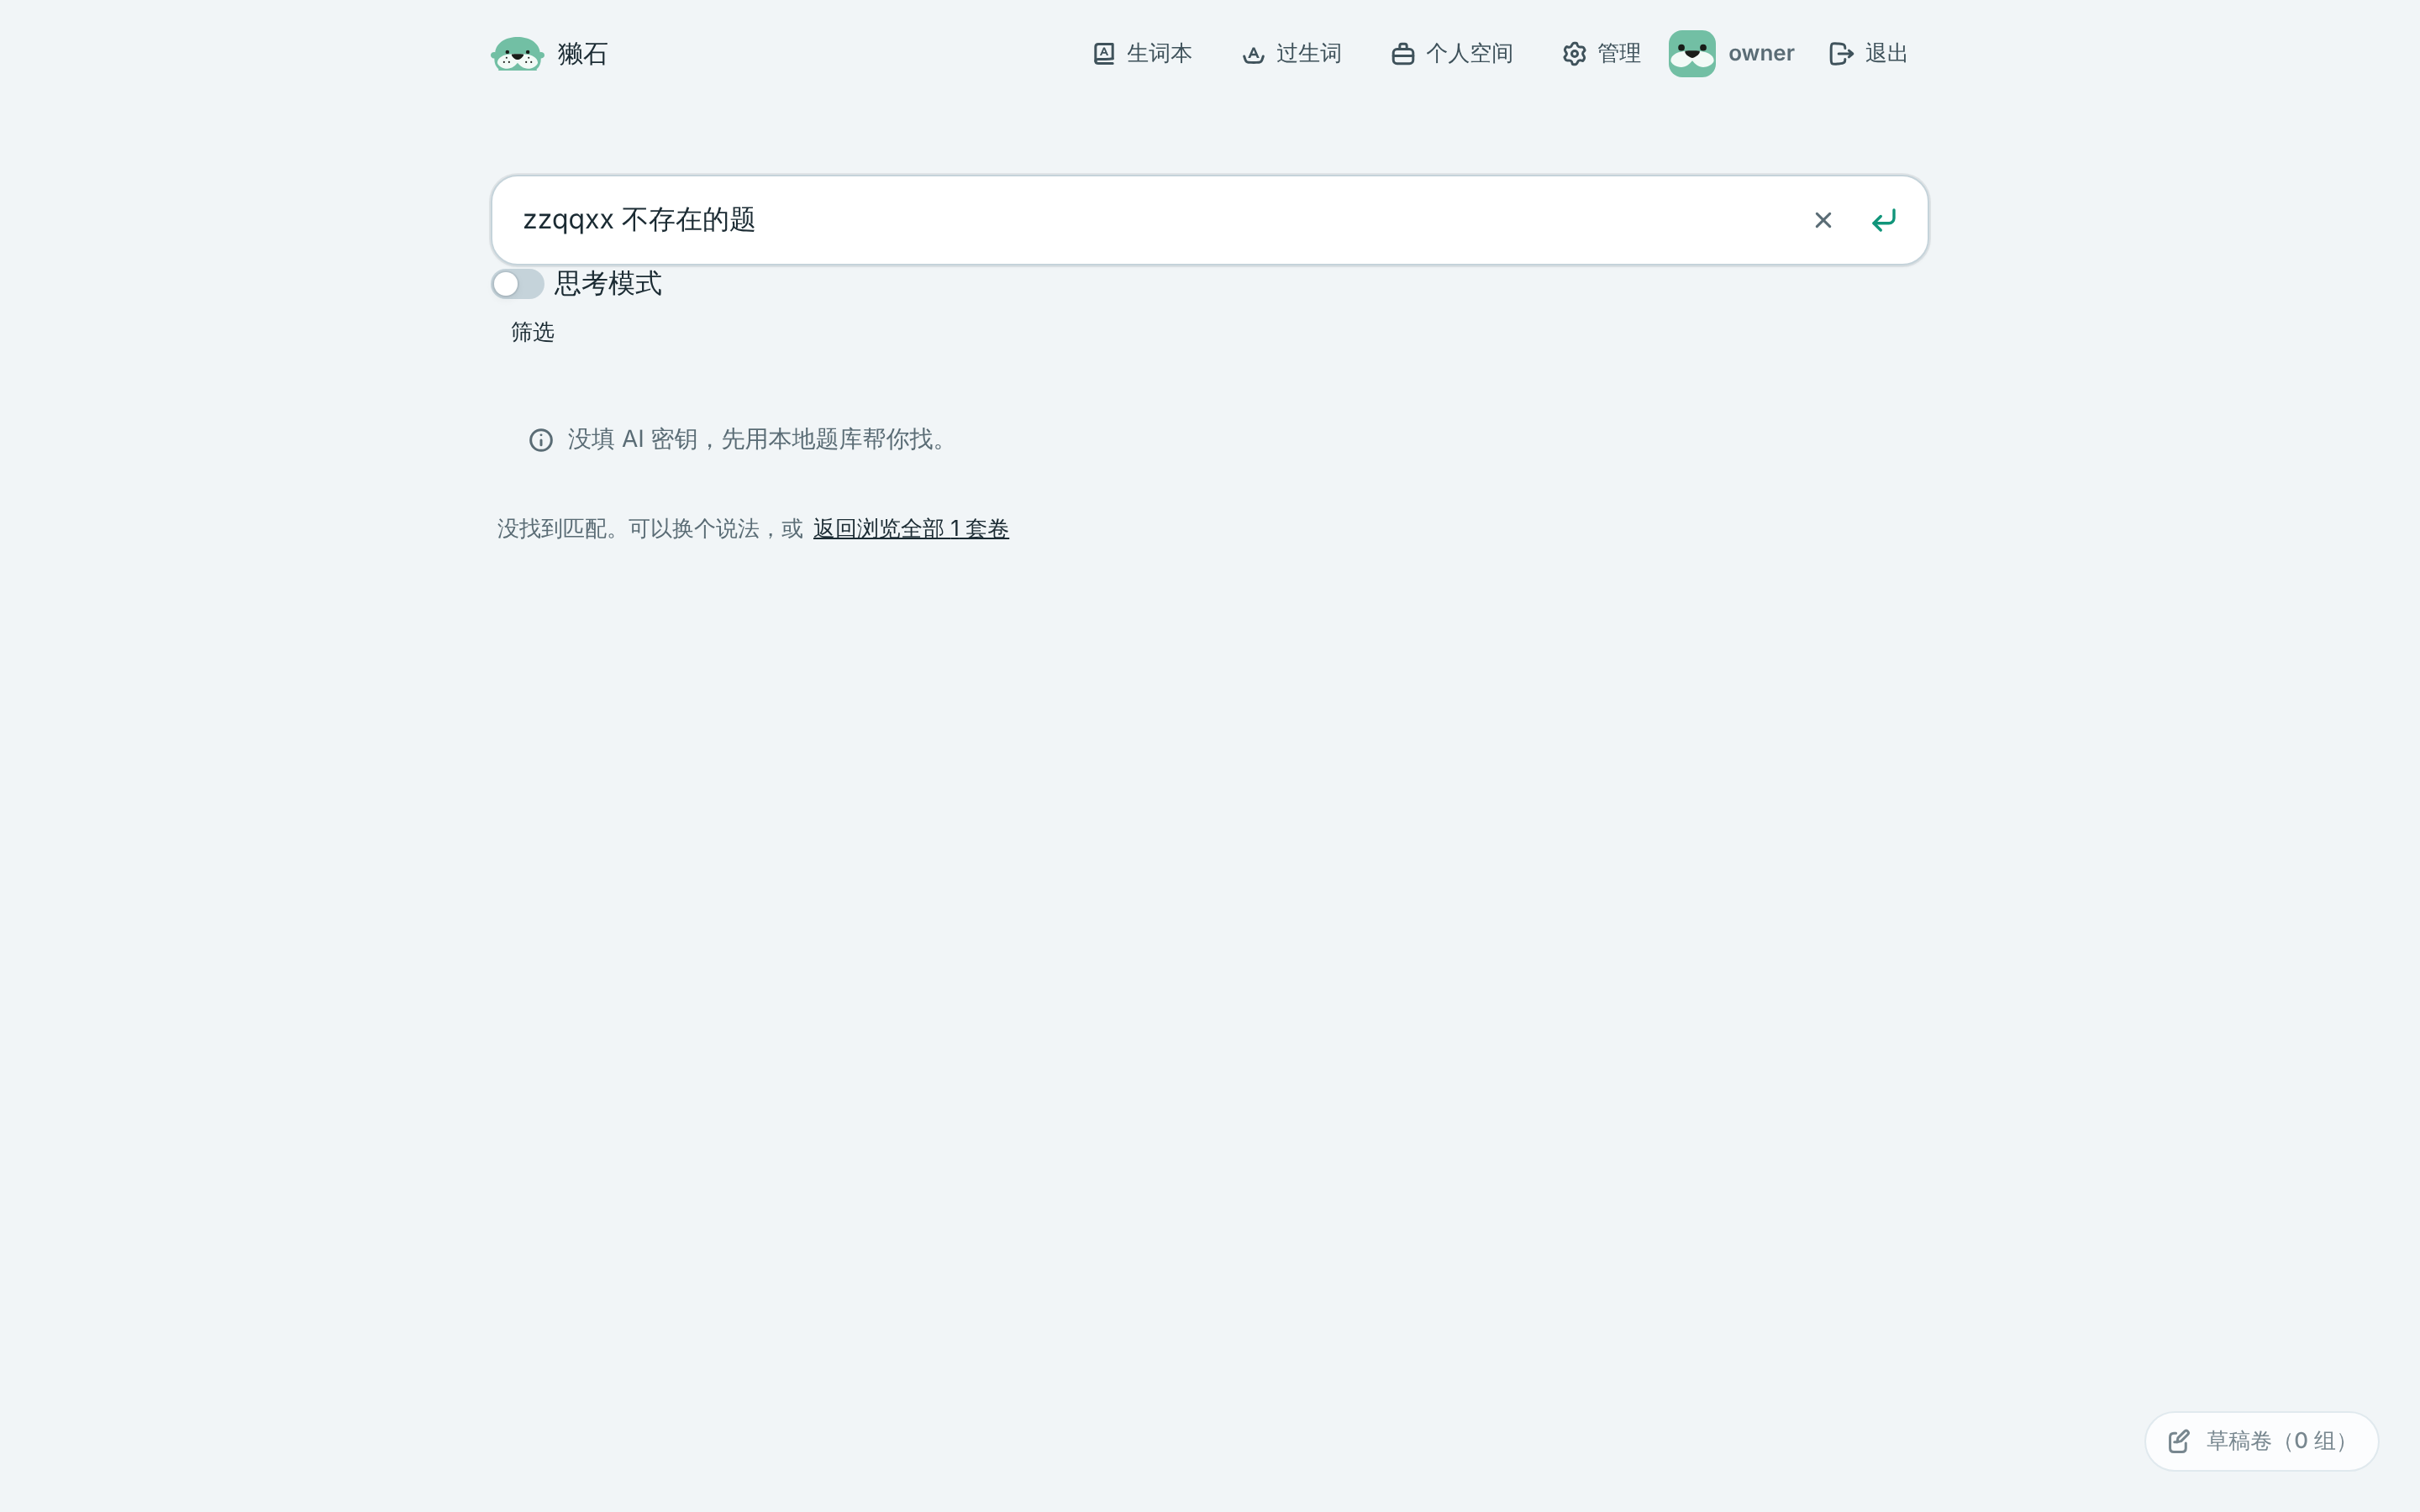 獭石
生词本 过生词 个人空间 管理 owner 退出
zzqqxx 不存在的题
思考模式
筛选
没填 AI 密钥，先用本地题库帮你找。
没找到匹配。可以换个说法，或 返回浏览全部 1 套卷
草稿卷（0 组）